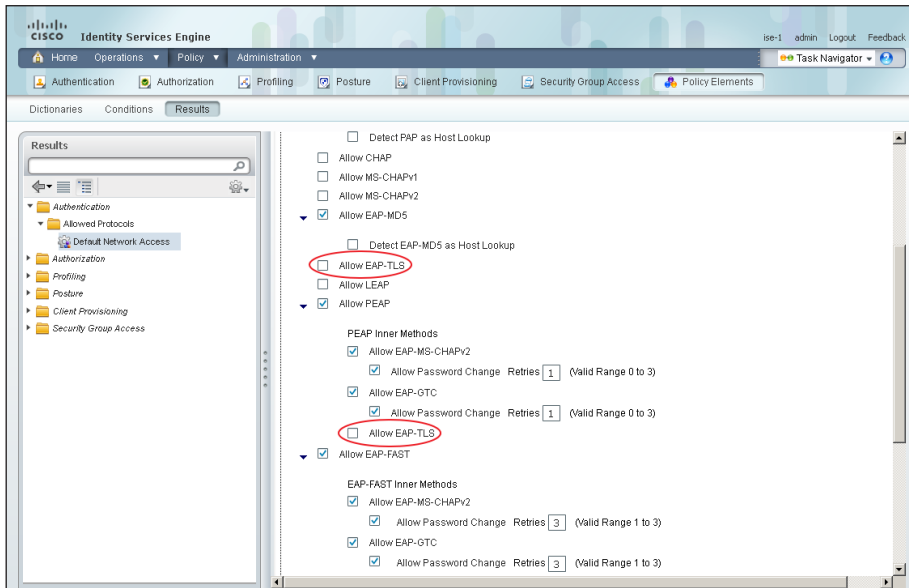 cisco Identity Services Engine
ise-1 admin Logout Feedback
Home Operations Policy Administration
Task Navigator
Authentication Authorization Profiling Posture Client Provisioning Security Group Access Policy Elements
Dictionaries Conditions Results
Results
Authentication
Allowed Protocols
Default Network Access
Authorization
Profiling
Posture
Client Provisioning
Security Group Access
Detect PAP as Host Lookup
Allow CHAP
Allow MS-CHAPv1
Allow MS-CHAPv2
Allow EAP-MD5
Detect EAP-MD5 as Host Lookup
Allow EAP-TLS
Allow LEAP
Allow PEAP
PEAP Inner Methods
Allow EAP-MS-CHAPv2
Allow Password Change Retries 1 (Valid Range 0 to 3)
Allow EAP-GTC
Allow Password Change Retries 1 (Valid Range 0 to 3)
Allow EAP-TLS
Allow EAP-FAST
EAP-FAST Inner Methods
Allow EAP-MS-CHAPv2
Allow Password Change Retries 3 (Valid Range 1 to 3)
Allow EAP-GTC
Allow Password Change Retries 3 (Valid Range 1 to 3)